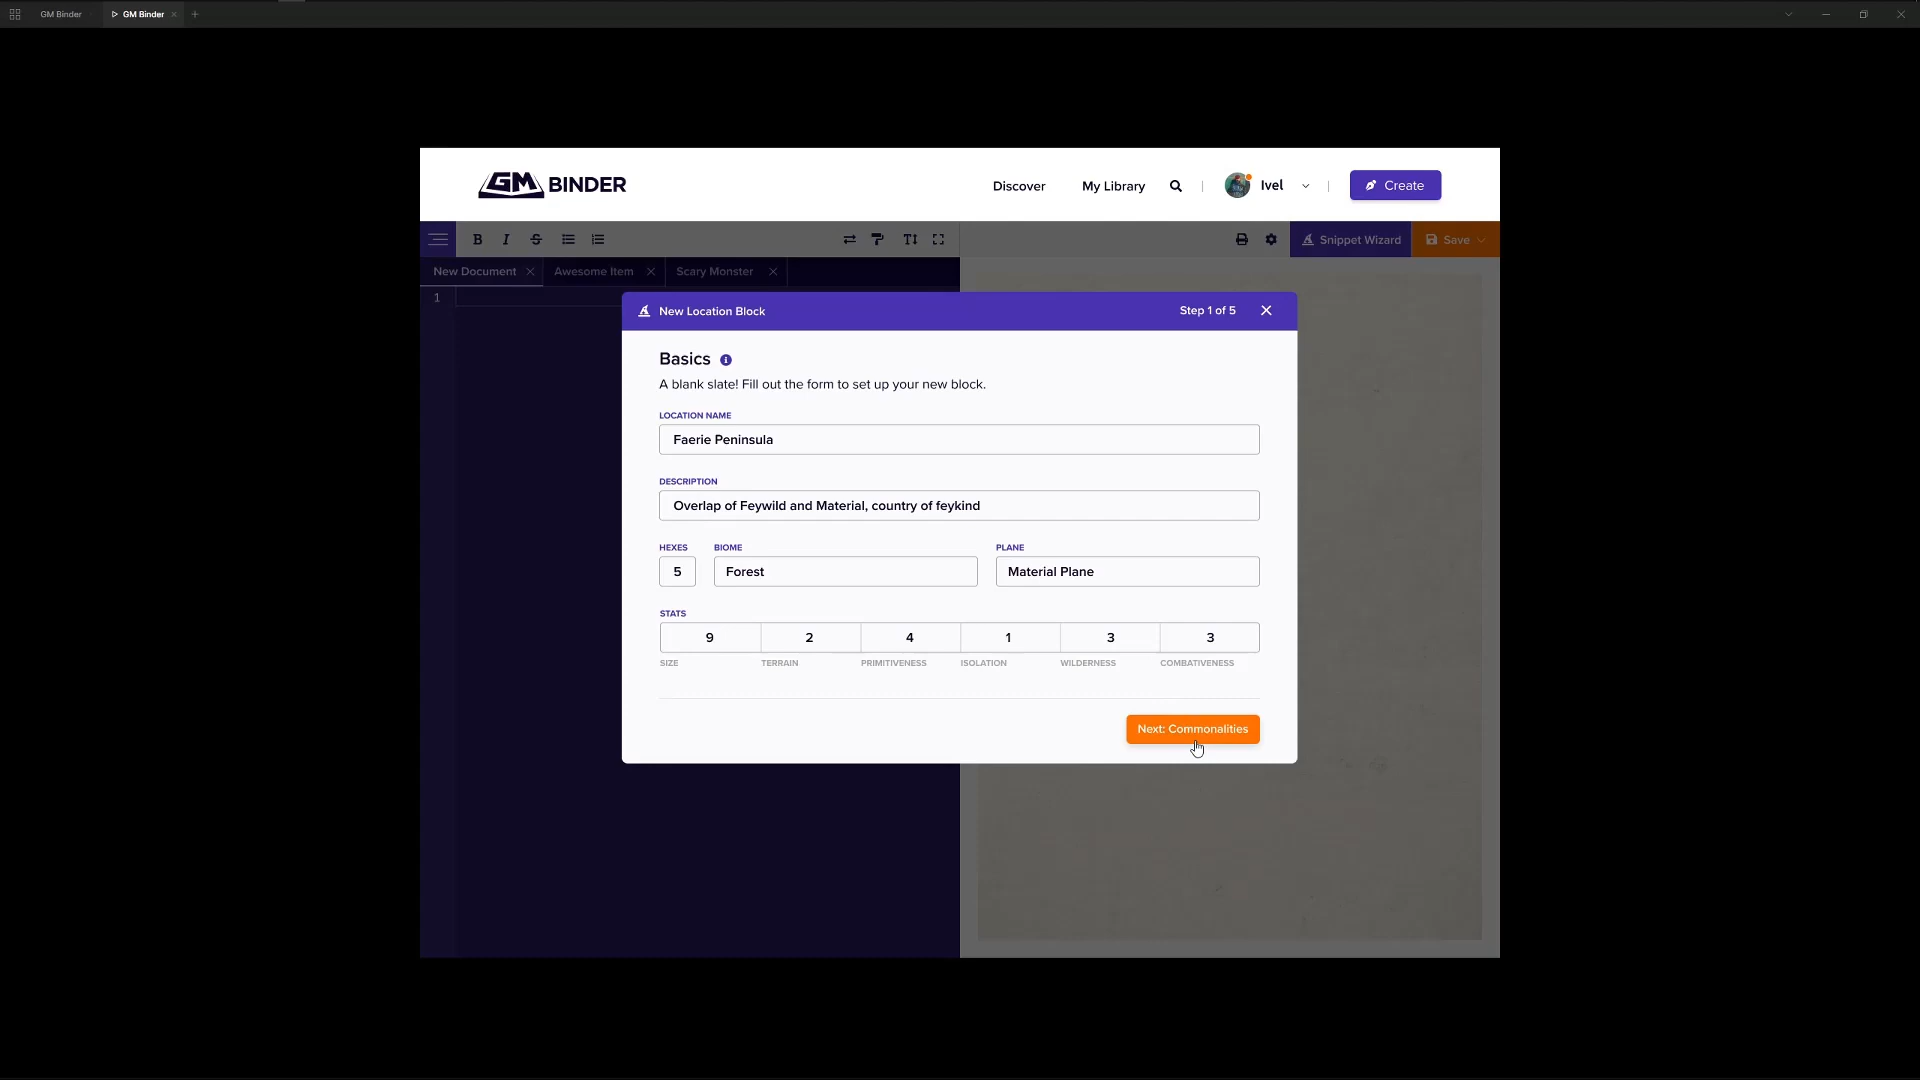 GM Binder
GM Binder
GM BINDER
Discover
My Library
Ivel
Create
B I S
Snippet Wizard
Save
New Document
Awesome Item
Scary Monster
1
New Location Block
Step 1 of 5
Basics
A blank slate! Fill out the form to set up your new block.
LOCATION NAME
Faerie Peninsula
DESCRIPTION
Overlap of Feywild and Material, country of feykind
HEXES BIOME PLANE
5 Forest Material Plane
STATS
9 2 4 1 3 3
SIZE TERRAIN PRIMITIVENESS ISOLATION WILDERNESS COMBATIVENESS
Next: Commonalities